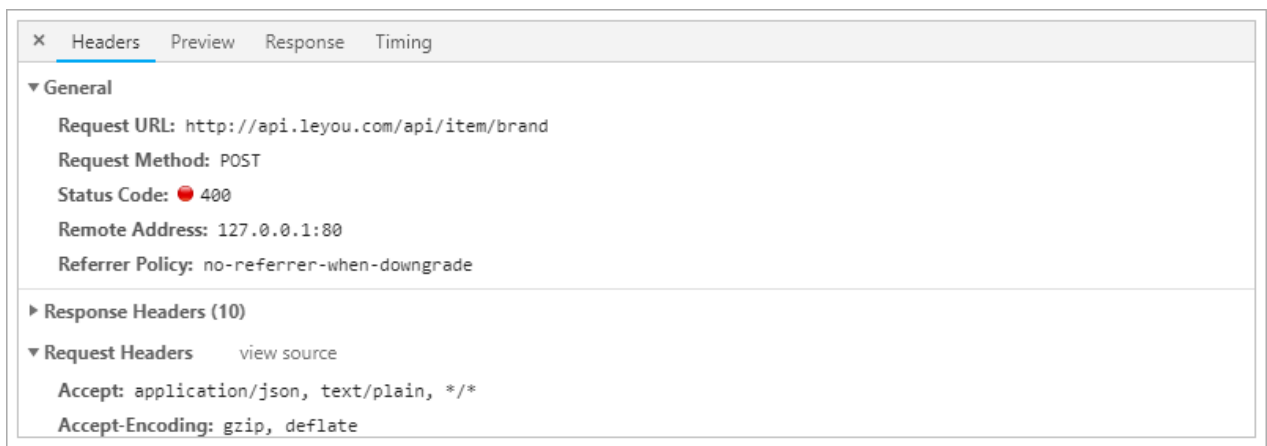 × Headers Preview Response Timing
▼ General
Request URL: http://api.leyou.com/api/item/brand
Request Method: POST
Status Code: 400
Remote Address: 127.0.0.1:80
Referrer Policy: no-referrer-when-downgrade
▶ Response Headers (10)
▼ Request Headers view source
Accept: application/json, text/plain, */*
Accept-Encoding: gzip, deflate